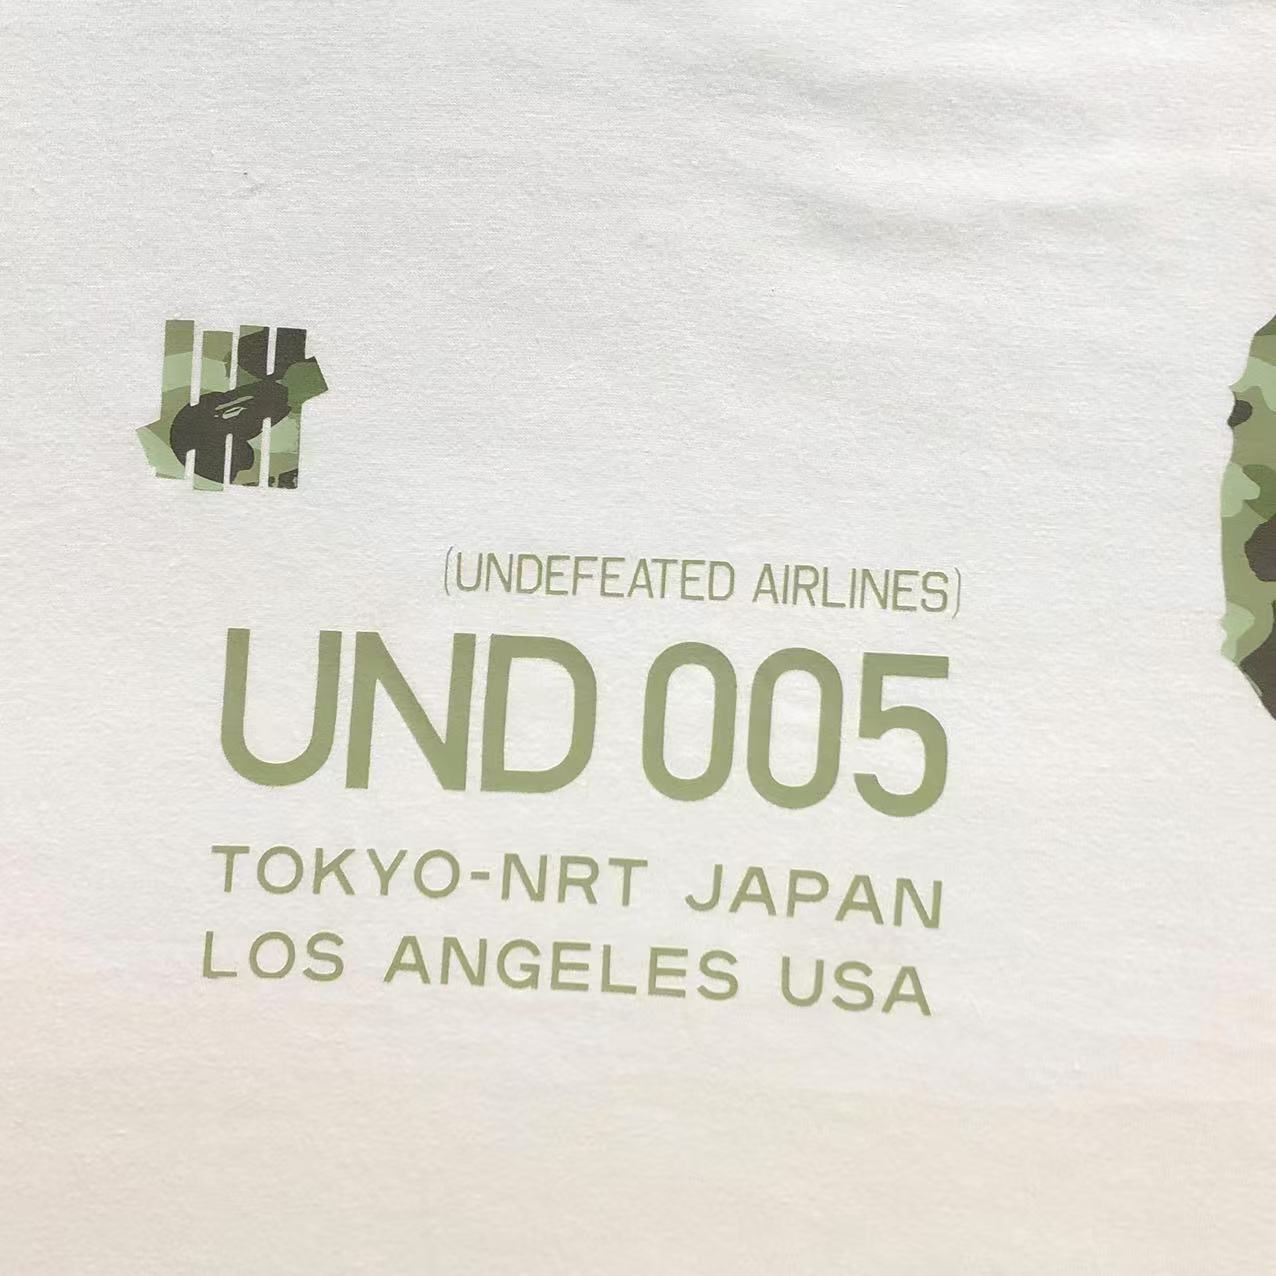 (UNDEFEATED AIRLINES)
UND 005
TOKYO-NRT JAPAN
LOS ANGELES USA